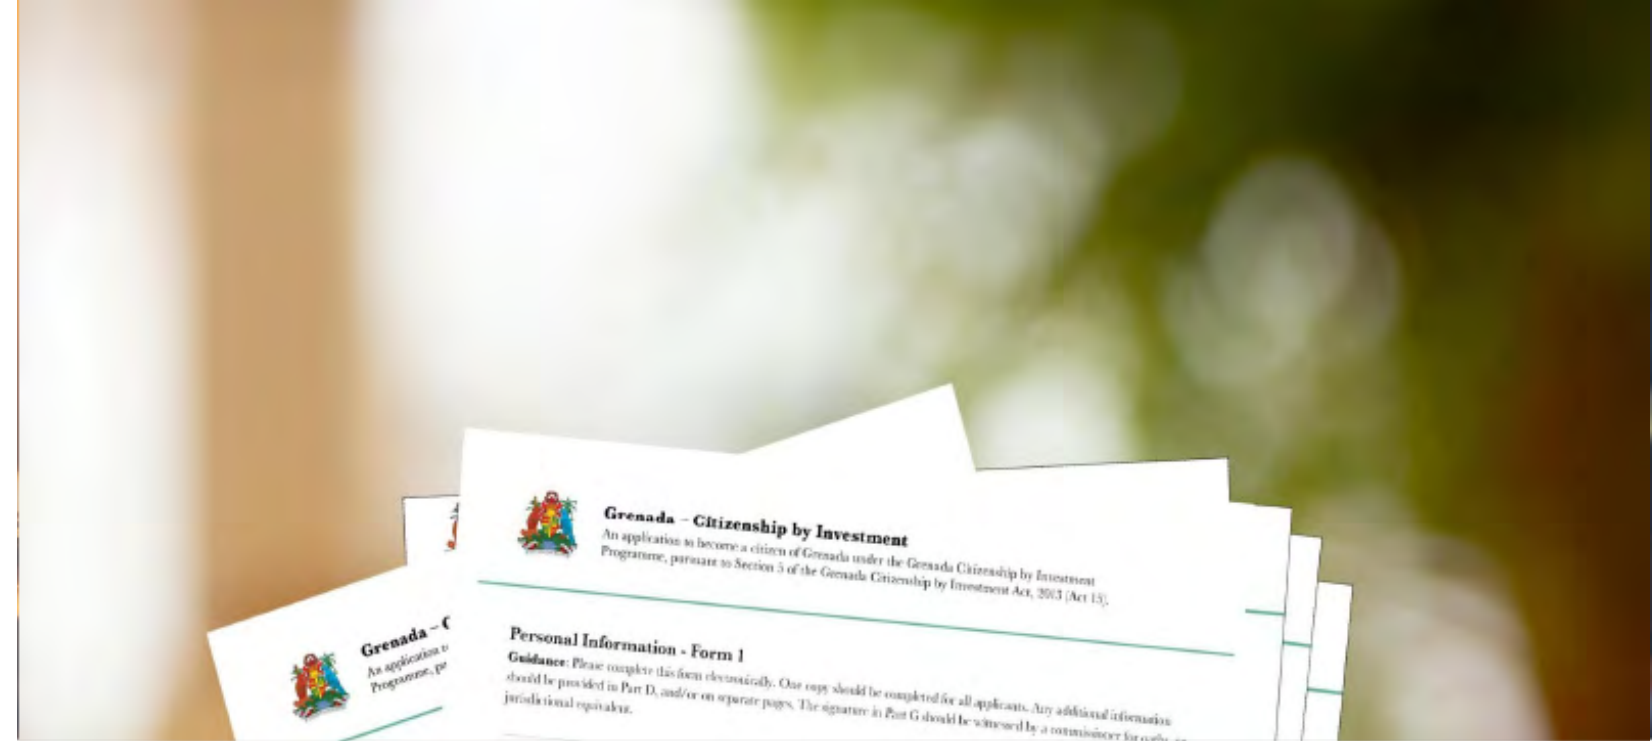 Grenada – Citizenship by Investment
An application to become a citizen of Grenada under the Grenada Citizenship by Investment
Programme, pursuant to Section 5 of the Grenada Citizenship by Investment Act, 2013 (Act 15).
Personal Information - Form 1
Guidance: Please complete this form electronically. One copy should be completed for all applicants. Any additional information
should be provided in Part D, and/or on separate pages. The signature in Part G should be witnessed by a commissioner for
jurisdictional equivalent.
Grenada – C
An application to
Programme, pu